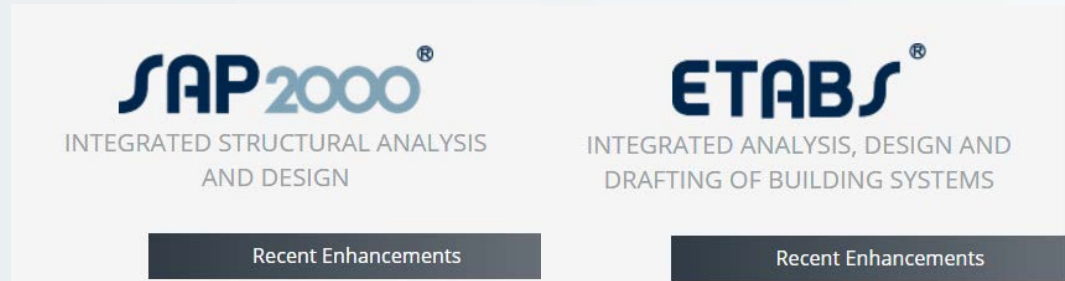 SAP2000®
INTEGRATED STRUCTURAL ANALYSIS
AND DESIGN
Recent Enhancements
ETABS®
INTEGRATED ANALYSIS, DESIGN AND
DRAFTING OF BUILDING SYSTEMS
Recent Enhancements